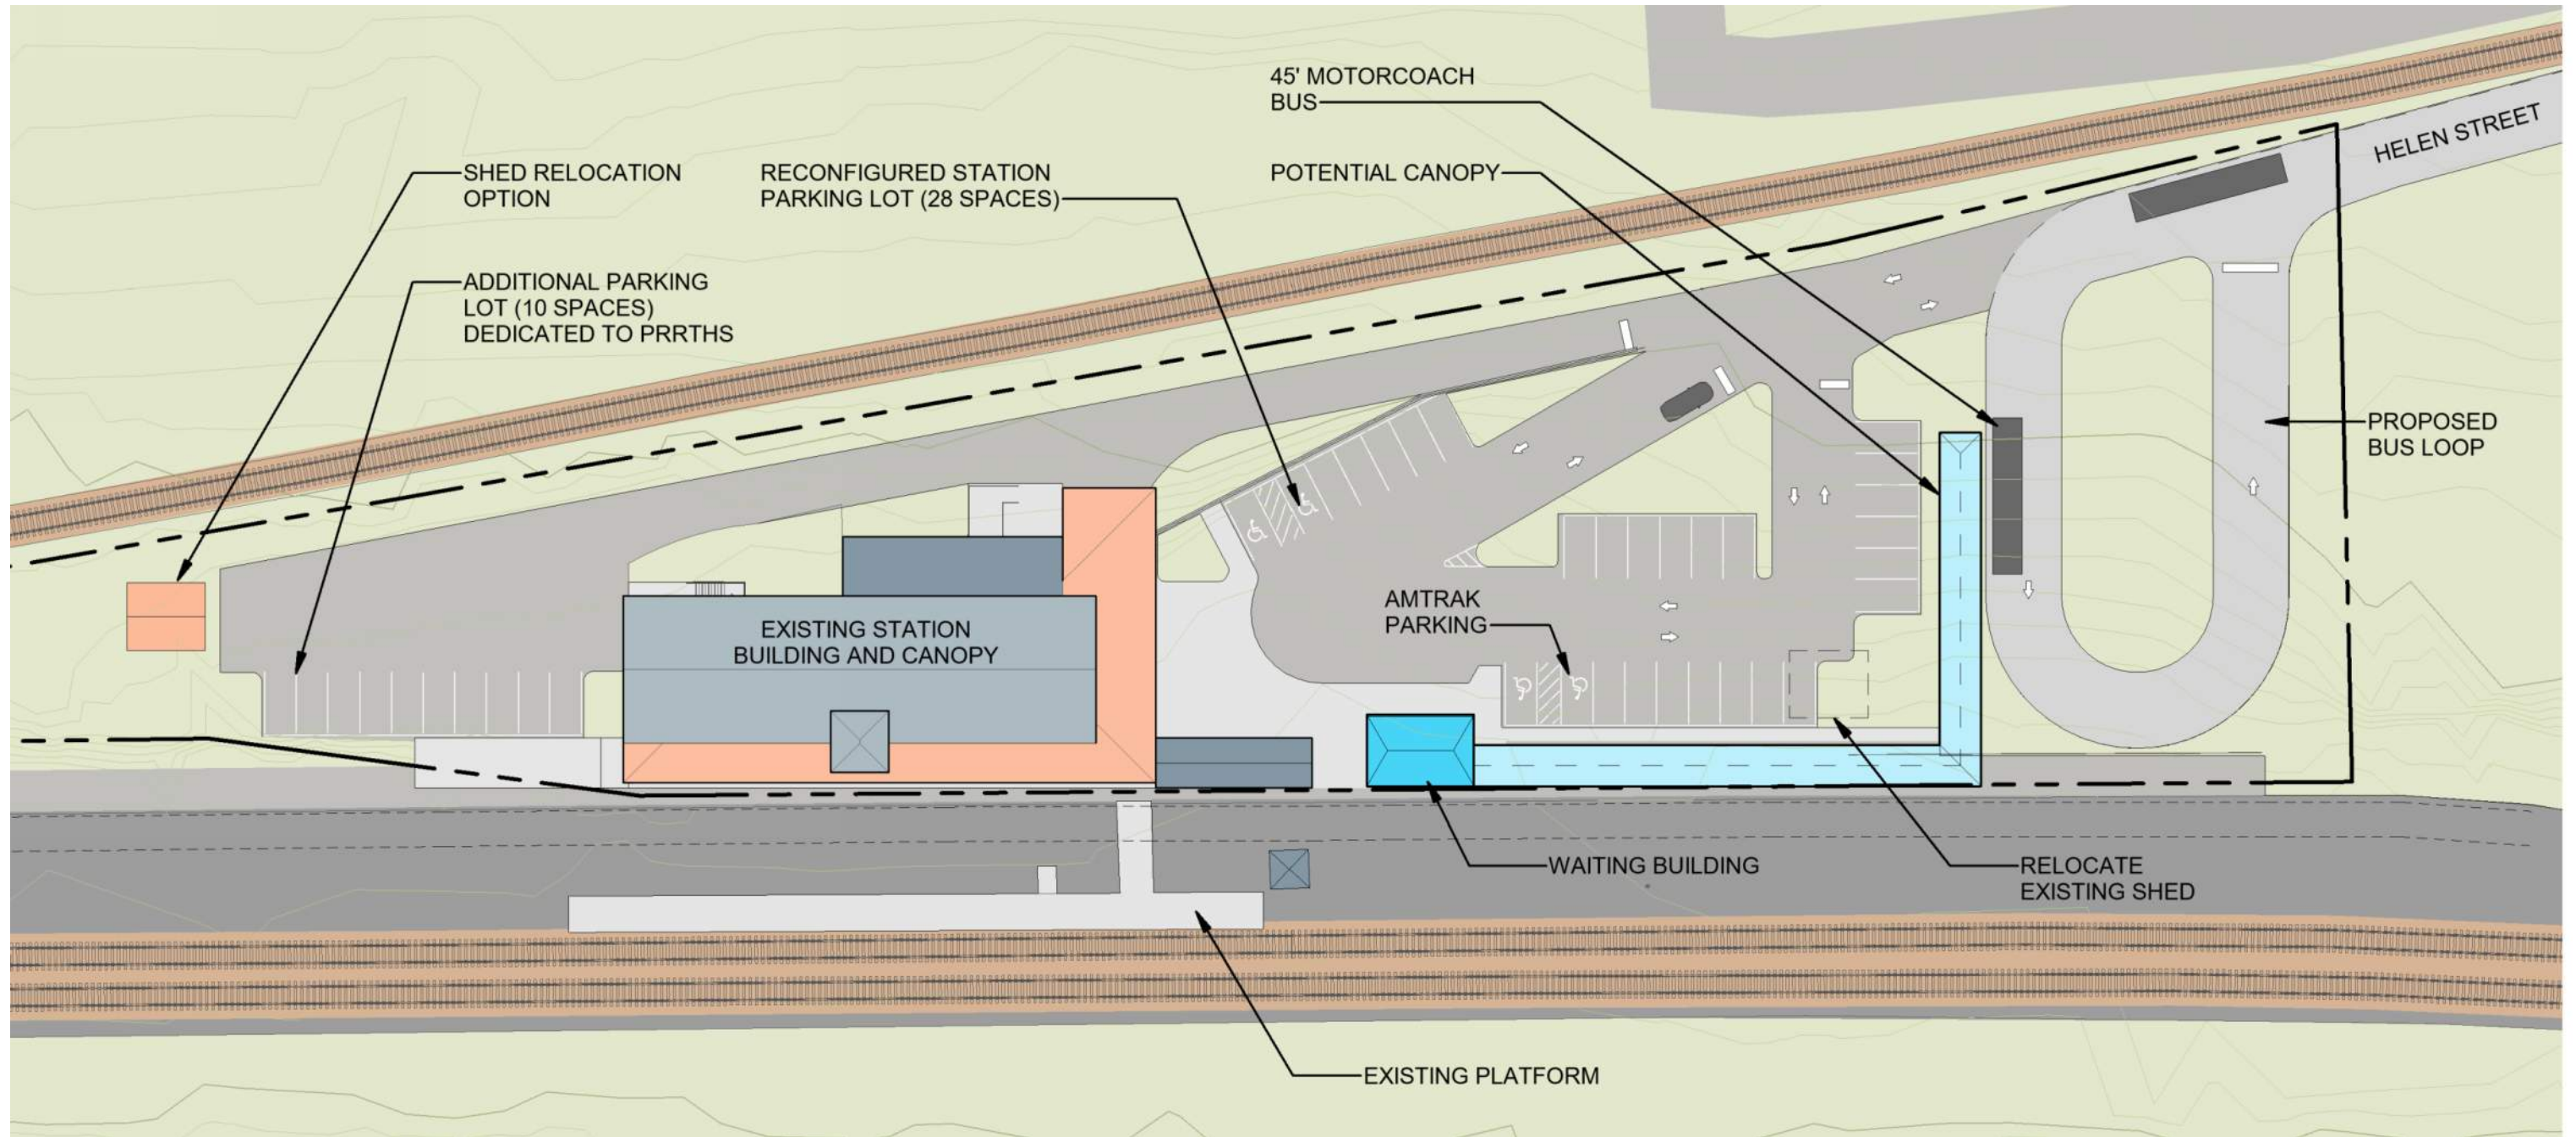 45' MOTORCOACH
BUS
HELEN STREET
SHED RELOCATION
OPTION
RECONFIGURED STATION
PARKING LOT (28 SPACES)
POTENTIAL CANOPY
ADDITIONAL PARKING
LOT (10 SPACES)
DEDICATED TO PRRTHS
PROPOSED
BUS LOOP
AMTRAK
PARKING
EXISTING STATION
BUILDING AND CANOPY
WAITING BUILDING
RELOCATE
EXISTING SHED
EXISTING PLATFORM